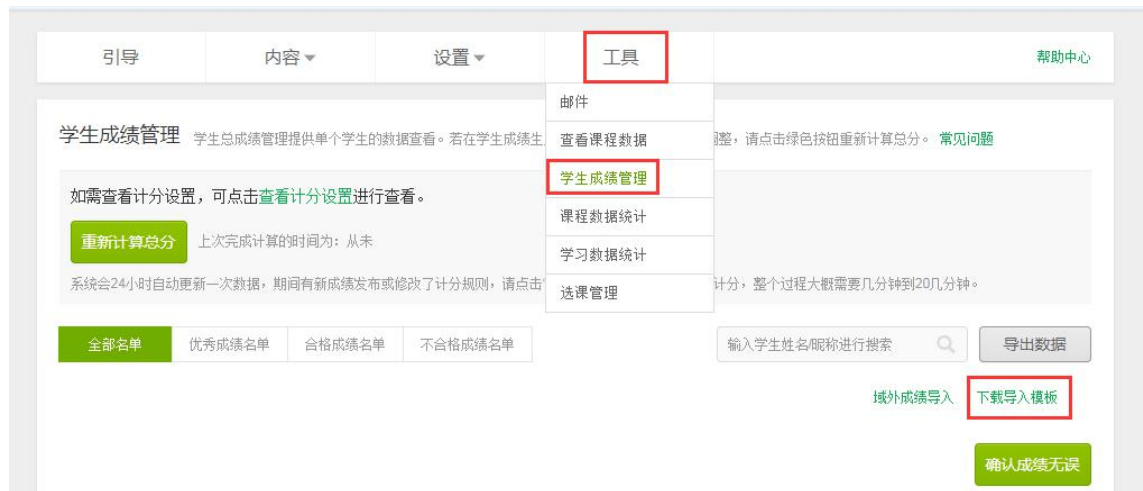 引导 内容 设置 工具 帮助中心
邮件
学生成绩管理 学生总成绩管理提供单个学生的数据查看。若在学生成绩生 查看课程数据 调整，请点击绿色按钮重新计算总分。 常见问题
学生成绩管理
如需查看计分设置，可点击查看计分设置进行查看。
课程数据统计
重新计算总分 上次完成计算的时间为：从未
学习数据统计
系统会24小时自动更新一次数据，期间有新成绩发布或修改了计分规则，请点击 计分，整个过程大概需要几分钟到20几分钟。
选课管理
全部名单 优秀成绩名单 合格成绩名单 不合格成绩名单 输入学生姓名/昵称进行搜索 导出数据
域外成绩导入 下载导入模板
确认成绩无误